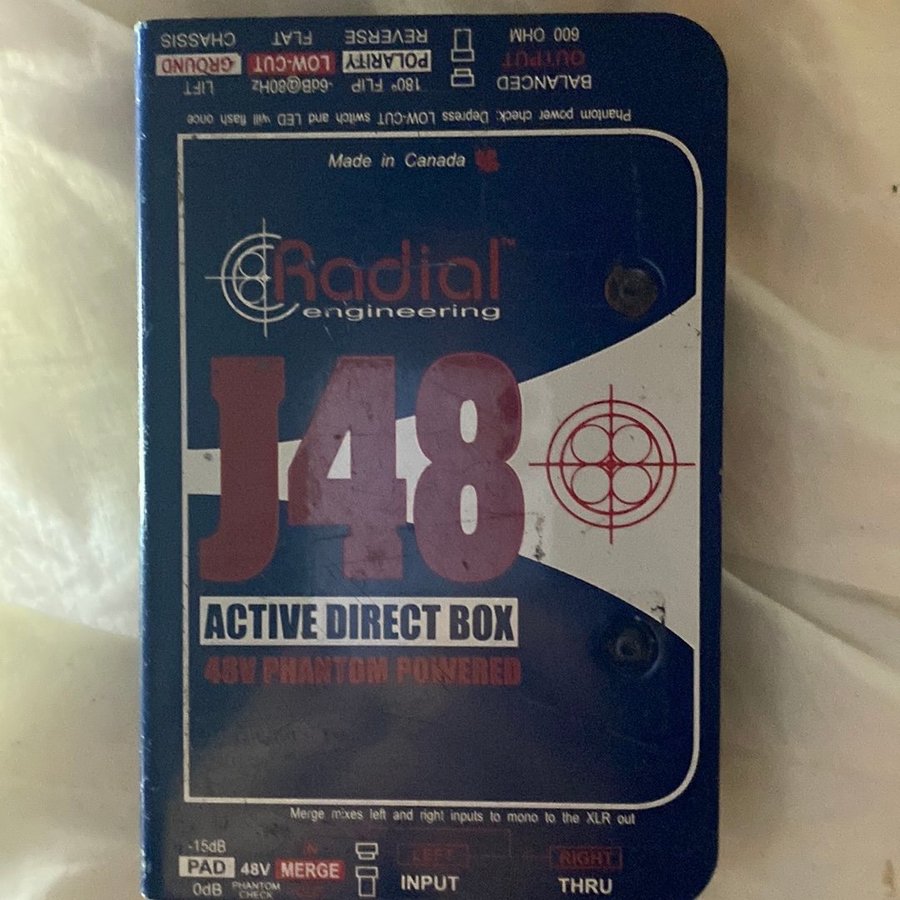 CHASSIS FLAT REVERSE 600 OHM
GROUND LOW-CUT POLARITY OUTPUT
LIFT -6dB@80Hz 180° FLIP BALANCED
Phantom power check: Depress LOW-CUT switch and LED will flash once
Made in Canada
Radial™
engineering
J48
ACTIVE DIRECT BOX
48V PHANTOM POWERED
Merge mixes left and right inputs to mono to the XLR out
-15dB IN LEFT RIGHT
PAD 48V MERGE INPUT THRU
0dB PHANTOM CHECK